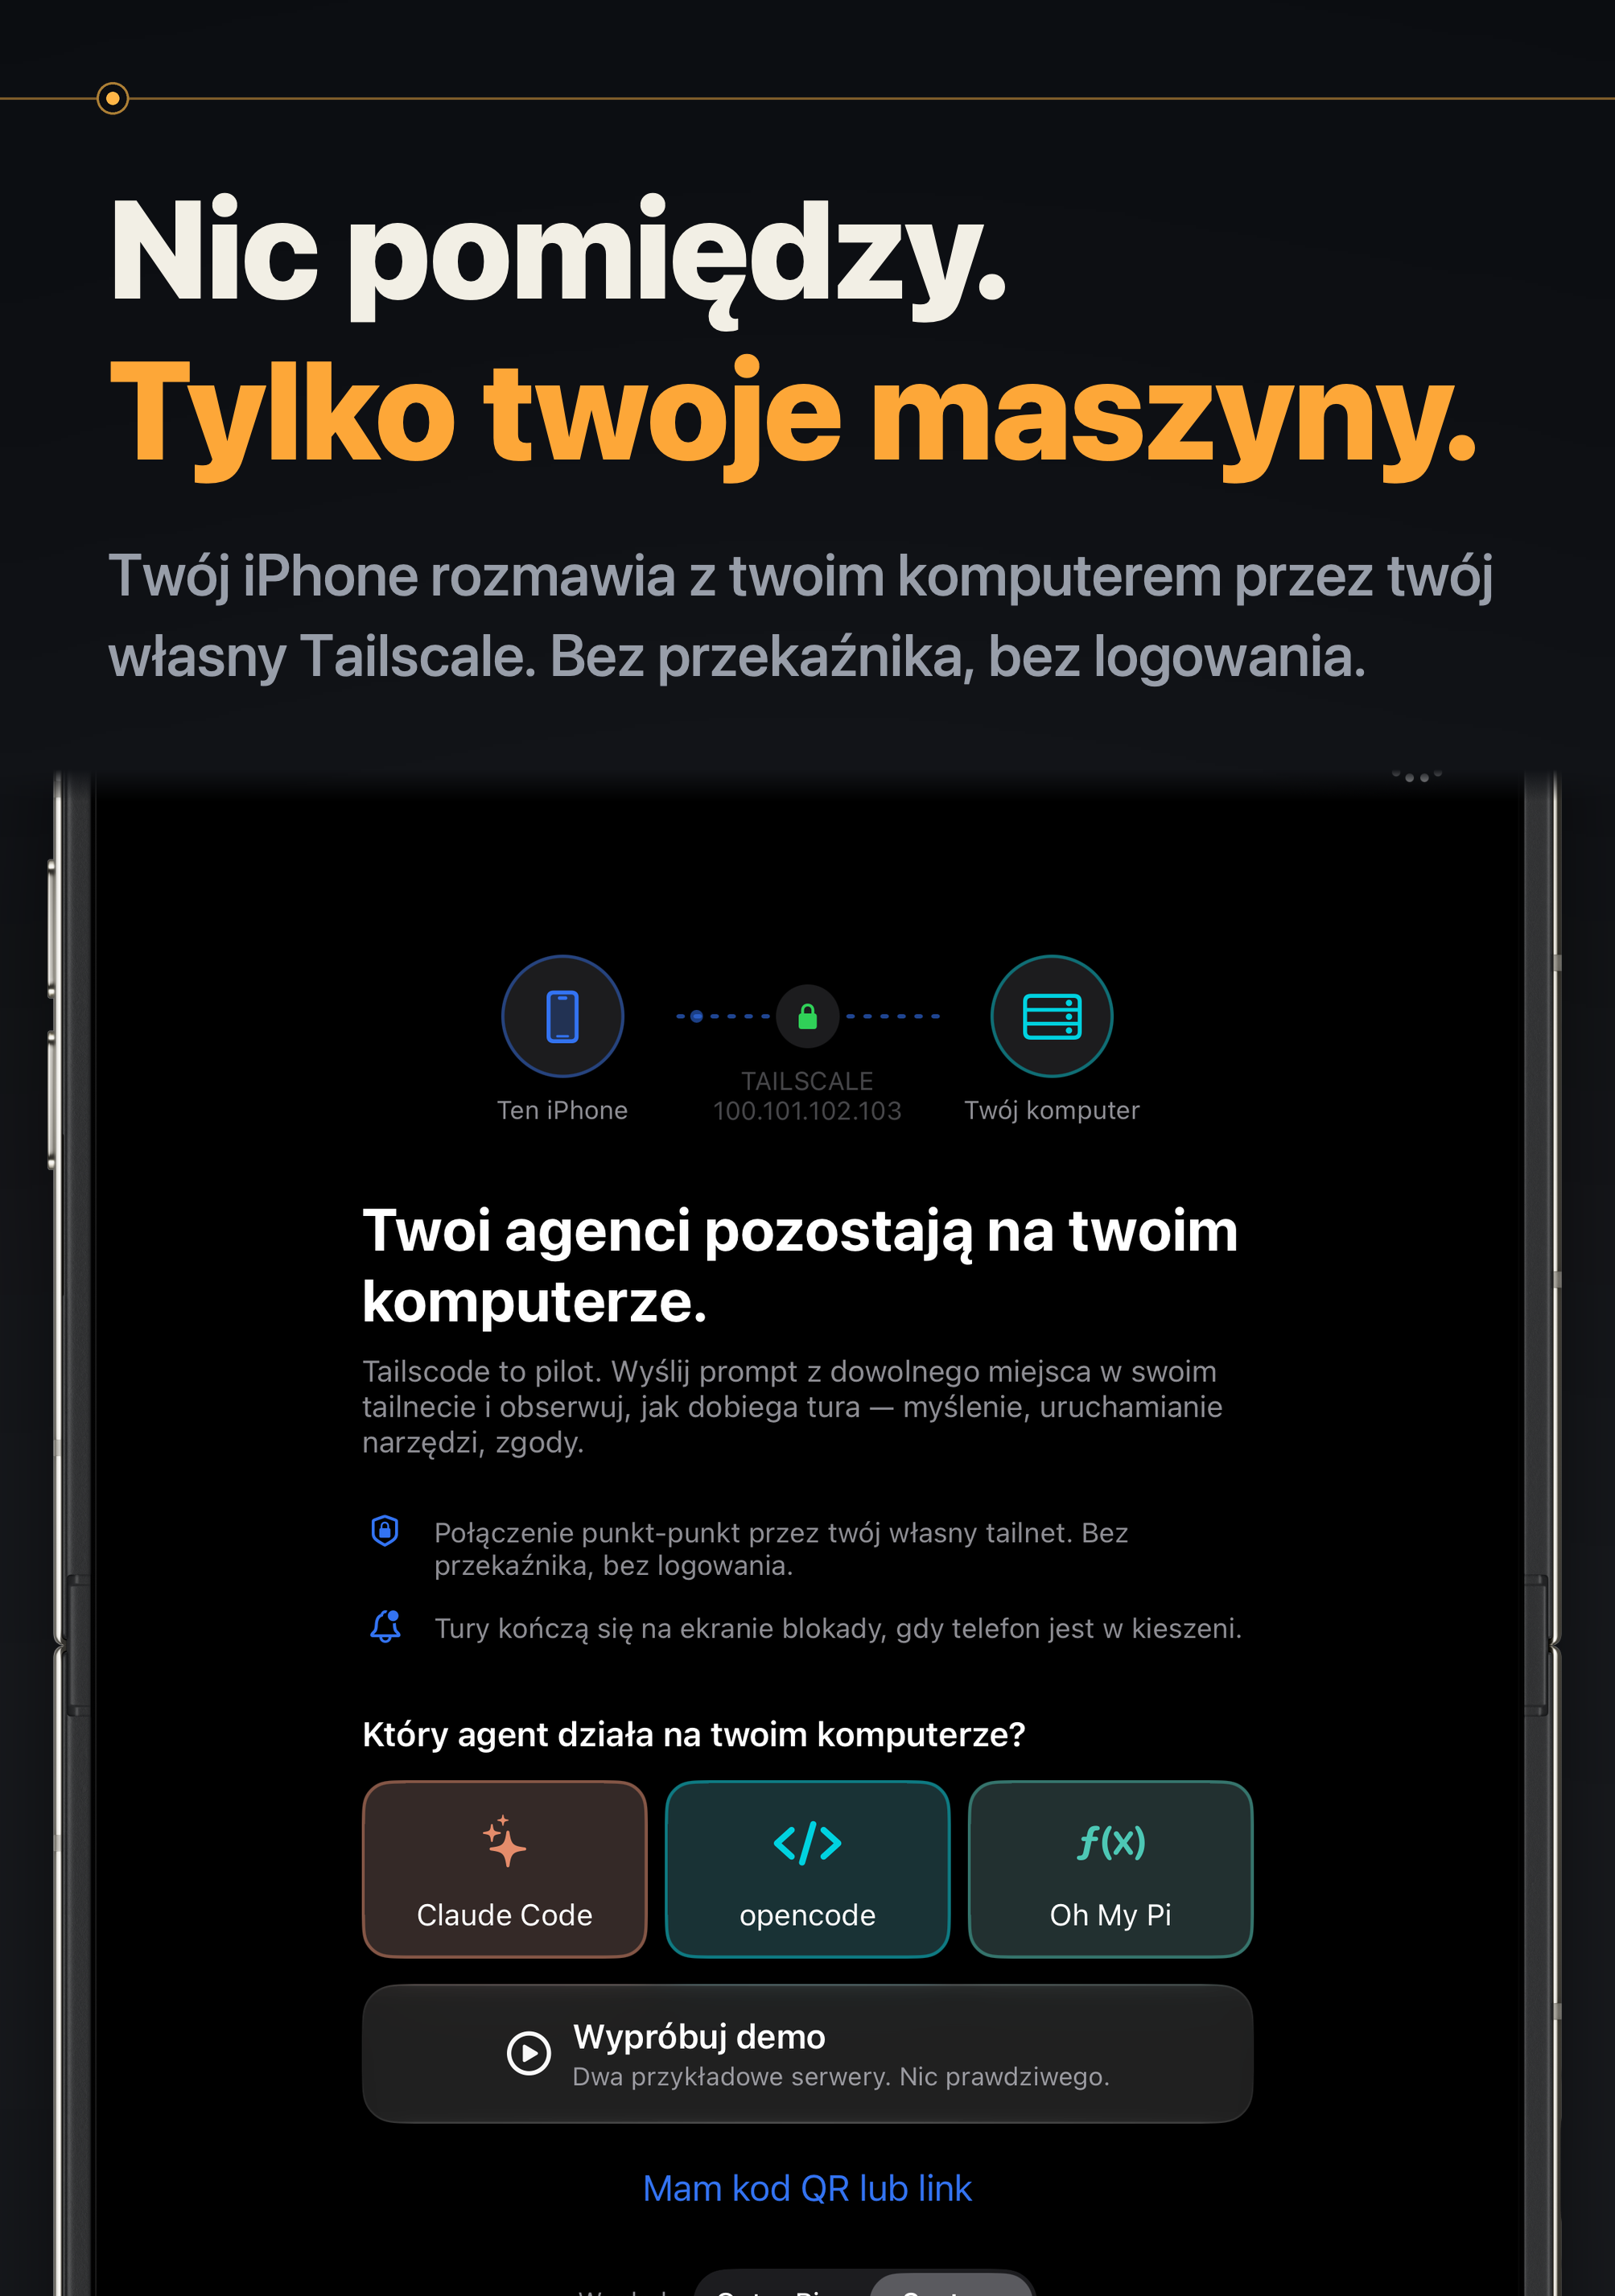 Nic pomiędzy.
Tylko twoje maszyny.
Twój iPhone rozmawia z twoim komputerem przez twój
własny Tailscale. Bez przekaźnika, bez logowania.
TAILSCALE
100.101.102.103
Ten iPhone
Twój komputer
Twoi agenci pozostają na twoim
komputerze.
Tailscode to pilot. Wyślij prompt z dowolnego miejsca w swoim
tailnecie i obserwuj, jak dobiega tura — myślenie, uruchamianie
narzędzi, zgody.
Połączenie punkt-punkt przez twój własny tailnet. Bez
przekaźnika, bez logowania.
Tury kończą się na ekranie blokady, gdy telefon jest w kieszeni.
Który agent działa na twoim komputerze?
</> f(x)
Claude Code opencode Oh My Pi
Wypróbuj demo
Dwa przykładowe serwery. Nic prawdziwego.
Mam kod QR lub link